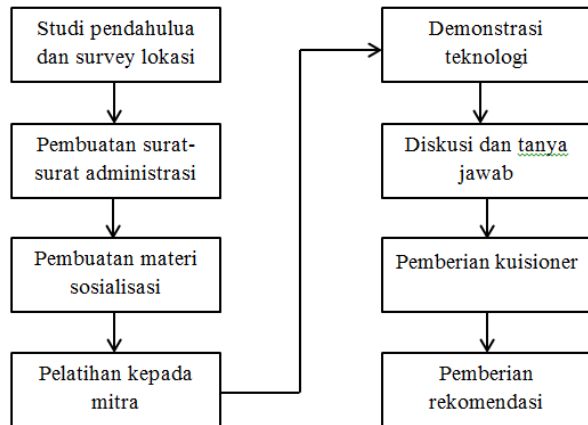 Studi pendahulua
dan survey lokasi
Pembuatan surat-
surat administrasi
Pembuatan materi
sosialisasi
Pelatihan kepada
mitra
Demonstrasi
teknologi
Diskusi dan tanya
jawab
Pemberian kuisioner
Pemberian
rekomendasi